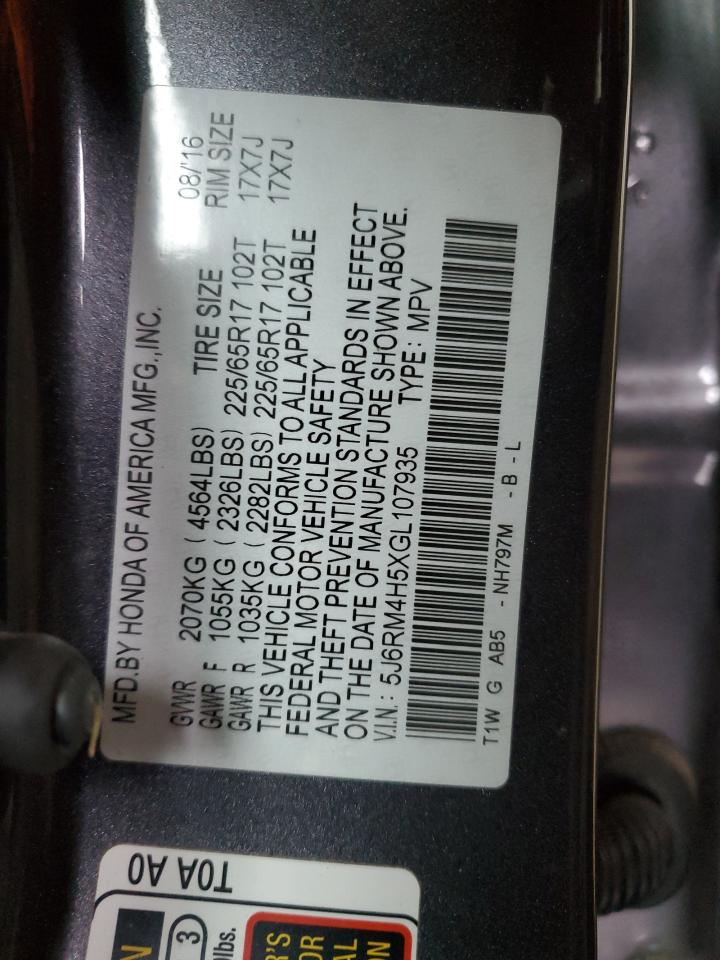 MFD.BY HONDA OF AMERICA MFG.,INC.
08/'16
TIRE SIZE RIM SIZE
GVWR 2070KG ( 4564LBS)
GAWR F 1055KG ( 2326LBS) 225/65R17 102T 17X7J
GAWR R 1035KG ( 2282LBS) 225/65R17 102T 17X7J
THIS VEHICLE CONFORMS TO ALL APPLICABLE
FEDERAL MOTOR VEHICLE SAFETY
AND THEFT PREVENTION STANDARDS IN EFFECT
ON THE DATE OF MANUFACTURE SHOWN ABOVE.
V.I.N.: 5J6RM4H5XGL107935 TYPE: MPV
T1W G AB5 - NH797M - B - L
T0A A0
3
lbs.